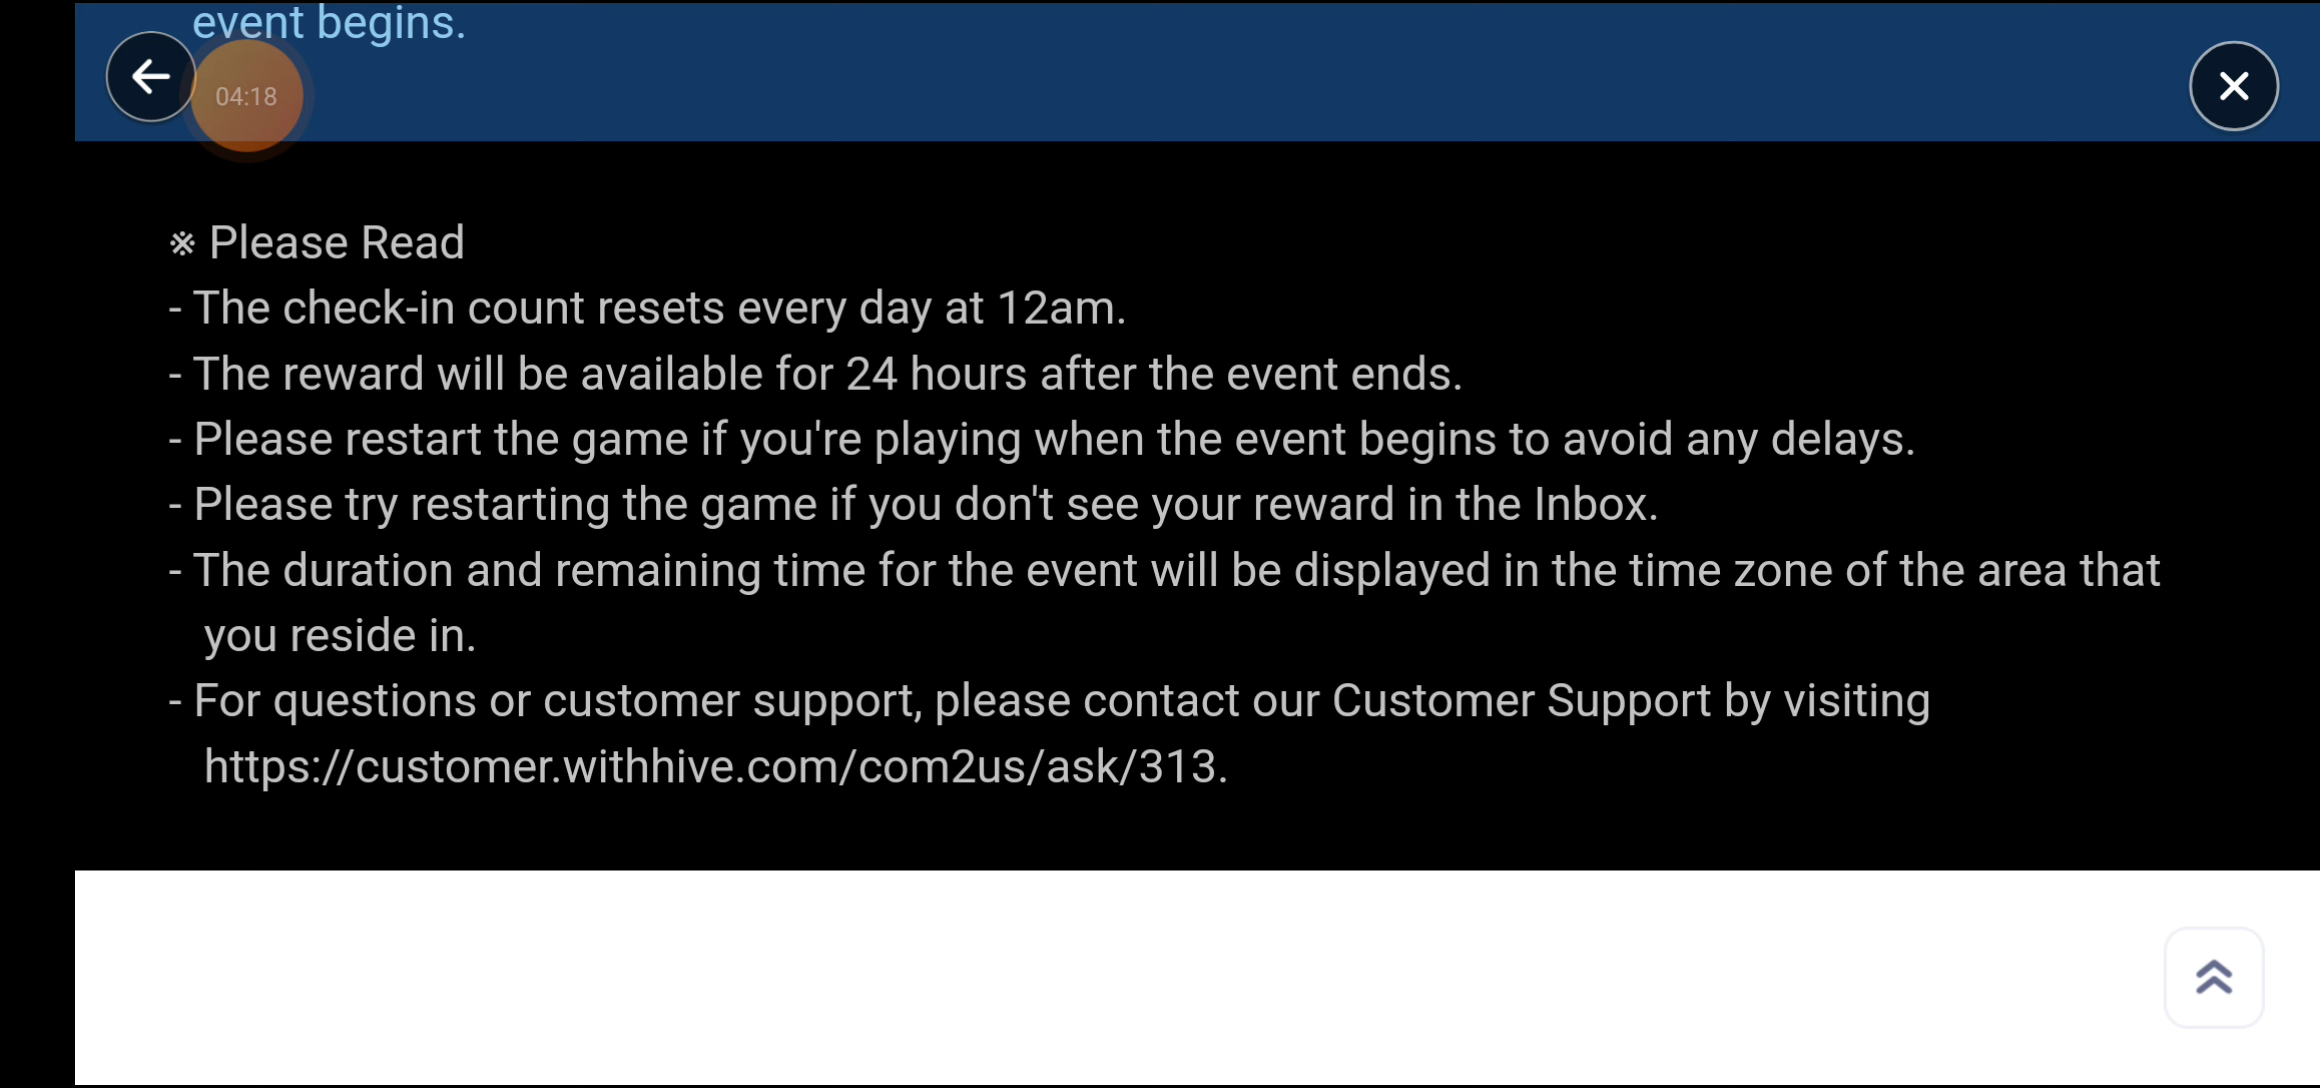 event begins.
04:18
※ Please Read
- The check-in count resets every day at 12am.
- The reward will be available for 24 hours after the event ends.
- Please restart the game if you're playing when the event begins to avoid any delays.
- Please try restarting the game if you don't see your reward in the Inbox.
- The duration and remaining time for the event will be displayed in the time zone of the area that
you reside in.
- For questions or customer support, please contact our Customer Support by visiting
https://customer.withhive.com/com2us/ask/313.